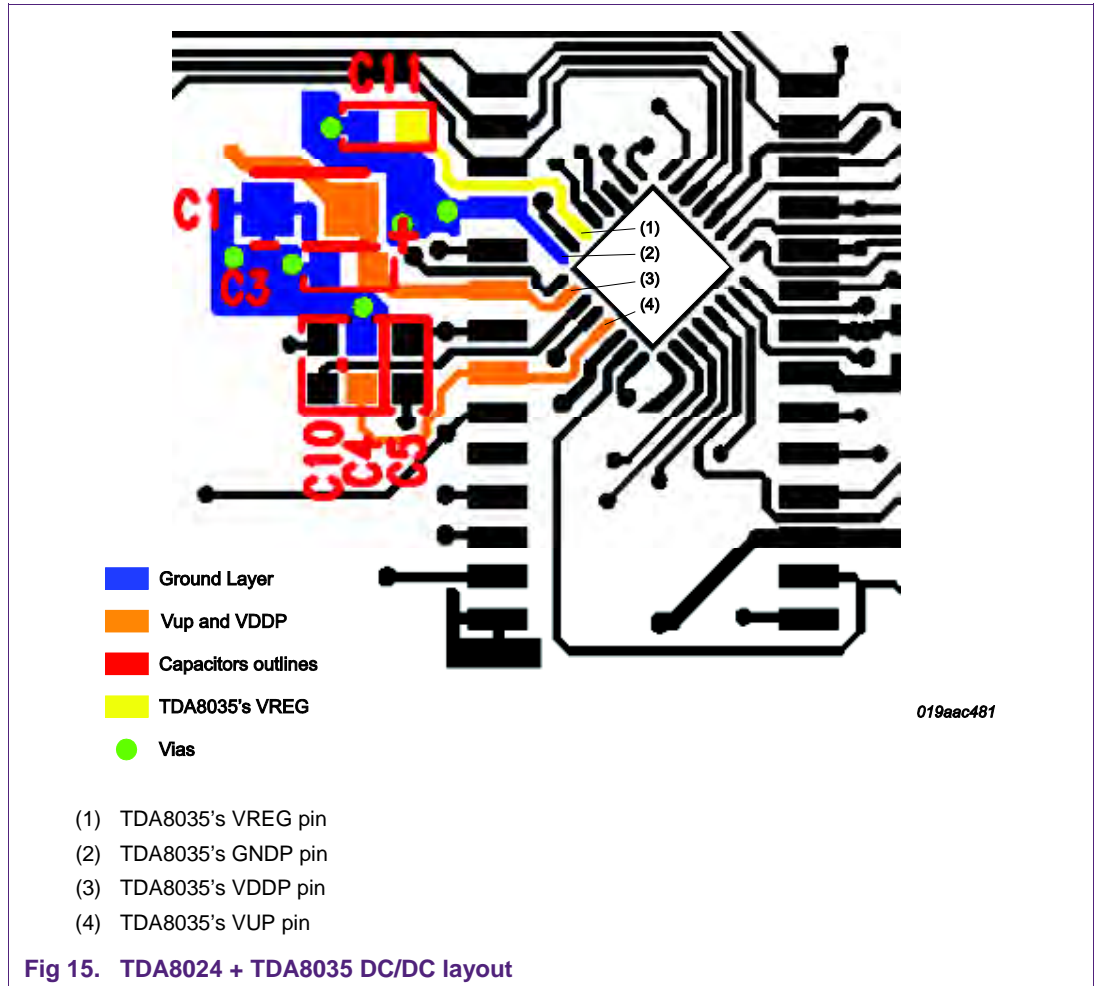 C11
(1)
C1
(2)
C3
(3)
(4)
C10
C4
C5
Ground Layer
Vup and VDDP
Capacitors outlines
TDA8035's VREG
019aac481
Vias
(1) TDA8035's VREG pin
(2) TDA8035's GNDP pin
(3) TDA8035's VDDP pin
(4) TDA8035's VUP pin
Fig 15. TDA8024 + TDA8035 DC/DC layout